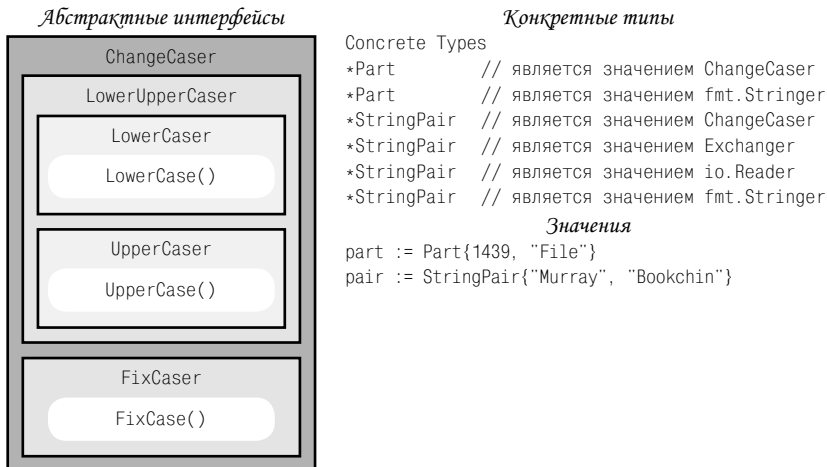 Абстрактные интерфейсы
ChangeCaser
LowerUpperCaser
LowerCaser
LowerCase()
UpperCaser
UpperCase()
FixCaser
FixCase()
Конкретные типы
Concrete Types
*Part // является значением ChangeCaser
*Part // является значением fmt.Stringer
*StringPair // является значением ChangeCaser
*StringPair // является значением Exchanger
*StringPair // является значением io.Reader
*StringPair // является значением fmt.Stringer
Значения
part := Part{1439, "File"}
pair := StringPair{"Murray", "Bookchin"}